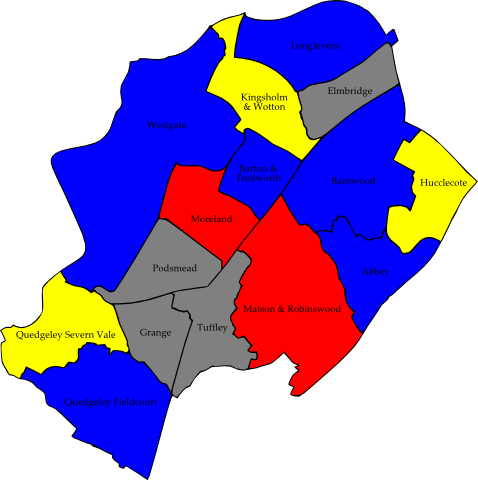 Longlevens
Elmbridge
Kingsholm
& Wotton
Westgate
Barton &
Tredworth
Barnwood
Hucclecote
Moreland
Podsmead
Abbey
Matson & Robinswood
Tuffley
Grange
Quedgeley Severn Vale
Quedgeley Fieldcourt